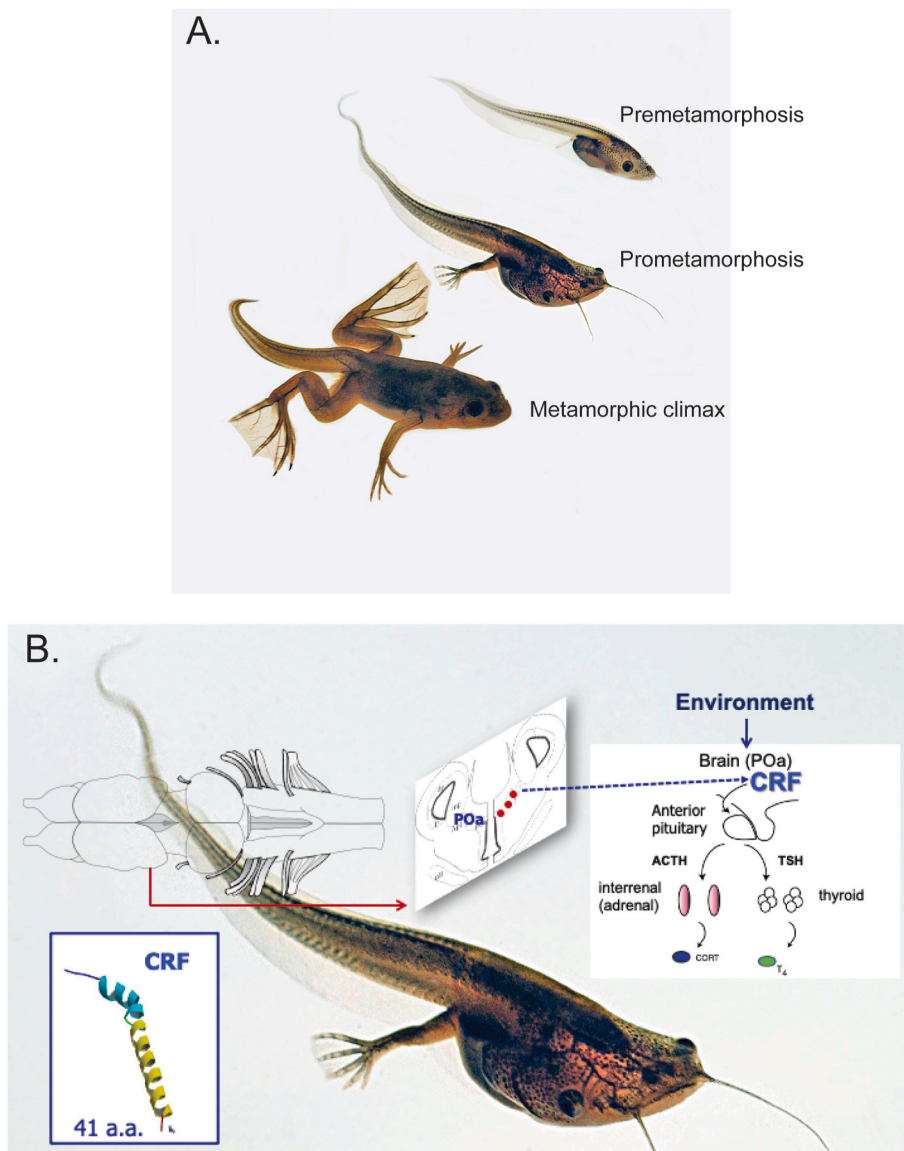 A.
Premetamorphosis
Prometamorphosis
Metamorphic climax
B.
Environment
Brain (POa)
CRF
POa
Anterior
pituitary
ACTH
TSH
interrenal
(adrenal)
thyroid
CORT
T4
CRF
41 a.a.